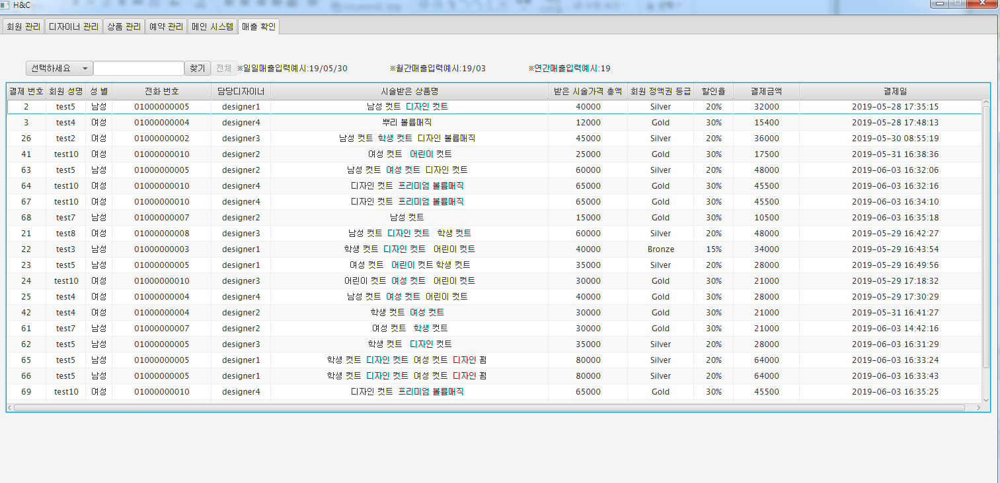 H&C
회원 관리 디자이너 관리 상품 관리 예약 관리 메인 시스템 매출 확인
선택하세요 찾기 전체 ※일일매출입력예시:19/05/30 ※월간매출입력예시:19/03 ※연간매출입력예시:19
결제 번호 회원 성명 성 별 전화 번호 담당디자이너 시술받은 상품명 받은 시술가격 총액 회원 정액권 등급 할인율 결제금액 결제일
2 test5 남성 01000000005 designer1 남성 컷트 디자인 컷트 40000 Silver 20% 32000 2019-05-28 17:35:15
3 test4 여성 01000000004 designer4 뿌리 볼륨매직 12000 Gold 30% 15400 2019-05-28 17:48:13
26 test2 여성 01000000002 designer3 남성 컷트 학생 컷트 디자인 볼륨매직 45000 Silver 20% 36000 2019-05-30 08:55:19
41 test10 여성 01000000010 designer2 여성 컷트 어린이 컷트 25000 Gold 30% 17500 2019-05-31 16:38:36
63 test5 남성 01000000005 designer2 남성 컷트 여성 컷트 디자인 컷트 60000 Silver 20% 48000 2019-06-03 16:32:06
64 test10 여성 01000000010 designer4 디자인 컷트 프리미엄 볼륨매직 65000 Gold 30% 45500 2019-06-03 16:32:16
67 test10 여성 01000000010 designer4 디자인 컷트 프리미엄 볼륨매직 65000 Gold 30% 45500 2019-06-03 16:34:10
68 test7 남성 01000000007 designer2 남성 컷트 15000 Gold 30% 10500 2019-06-03 16:35:18
21 test8 여성 01000000008 designer3 남성 컷트 디자인 컷트 학생 컷트 60000 Silver 20% 48000 2019-05-29 16:42:27
22 test3 남성 01000000003 designer1 학생 컷트 디자인 컷트 어린이 컷트 40000 Bronze 15% 34000 2019-05-29 16:43:54
23 test5 남성 01000000005 designer1 여성 컷트 어린이 컷트 학생 컷트 35000 Silver 20% 28000 2019-05-29 16:49:56
24 test10 여성 01000000010 designer3 어린이 컷트 여성 컷트 어린이 컷트 30000 Gold 30% 21000 2019-05-29 17:18:32
25 test4 여성 01000000004 designer4 남성 컷트 여성 컷트 어린이 컷트 40000 Gold 30% 28000 2019-05-29 17:30:29
42 test4 여성 01000000004 designer2 학생 컷트 여성 컷트 30000 Gold 30% 21000 2019-05-31 16:41:27
61 test7 남성 01000000007 designer2 여성 컷트 학생 컷트 30000 Gold 30% 21000 2019-06-03 14:42:16
62 test5 남성 01000000005 designer3 학생 컷트 디자인 컷트 35000 Silver 20% 28000 2019-06-03 16:31:29
65 test5 남성 01000000005 designer1 학생 컷트 디자인 컷트 여성 컷트 디자인 펌 80000 Silver 20% 64000 2019-06-03 16:33:24
66 test5 남성 01000000005 designer1 학생 컷트 디자인 컷트 여성 컷트 디자인 펌 80000 Silver 20% 64000 2019-06-03 16:33:43
69 test10 여성 01000000010 designer4 디자인 컷트 프리미엄 볼륨매직 65000 Gold 30% 45500 2019-06-03 16:35:25